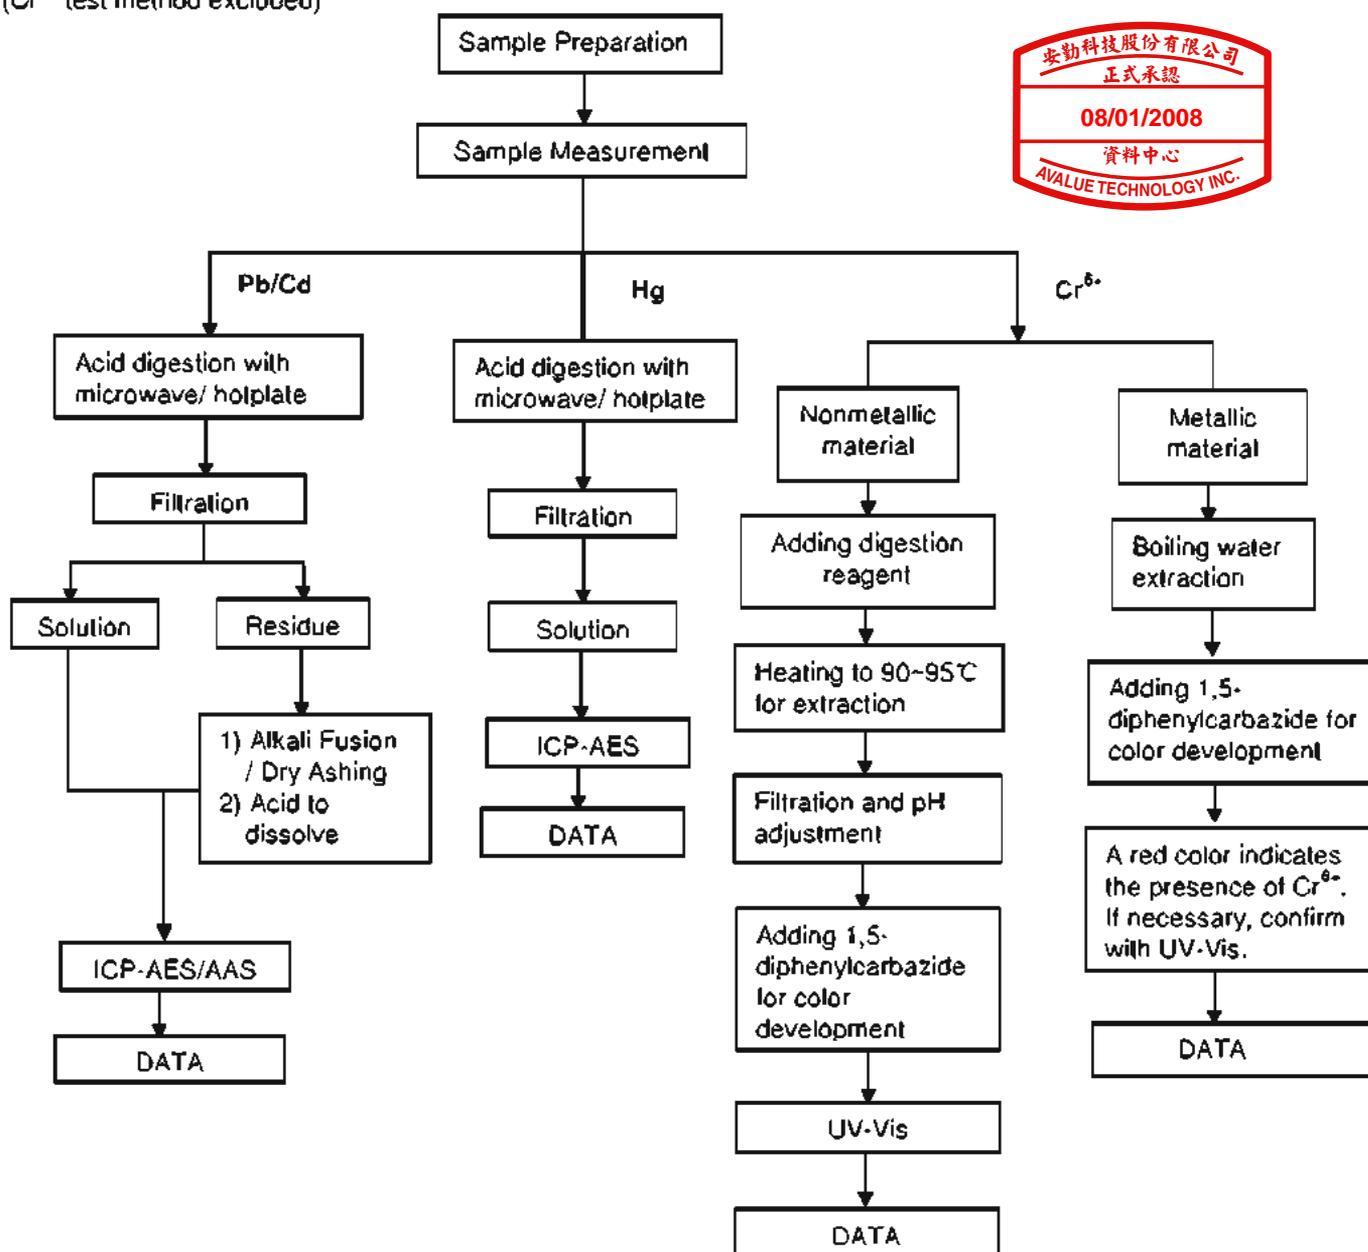 test method excluded)
Sample Preparation
Sample Measurement
安勤科技股份有限公司
正式承認
08/01/2008
資料中心
AVALUE TECHNOLOGY INC.
Pb/Cd
Hg
Cr⁶⁺
Acid digestion with
microwave/ hotplate
Filtration
Solution
Residue
1) Alkali Fusion
/ Dry Ashing
2) Acid to
dissolve
ICP-AES/AAS
DATA
Acid digestion with
microwave/ hotplate
Filtration
Solution
ICP-AES
DATA
Nonmetallic
material
Adding digestion
reagent
Heating to 90~95℃
for extraction
Filtration and pH
adjustment
Adding 1,5-
diphenylcarbazide
for color
development
UV-Vis
DATA
Metallic
material
Boiling water
extraction
Adding 1,5-
diphenylcarbazide for
color development
A red color indicates
the presence of Cr⁶⁺.
If necessary, confirm
with UV-Vis.
DATA